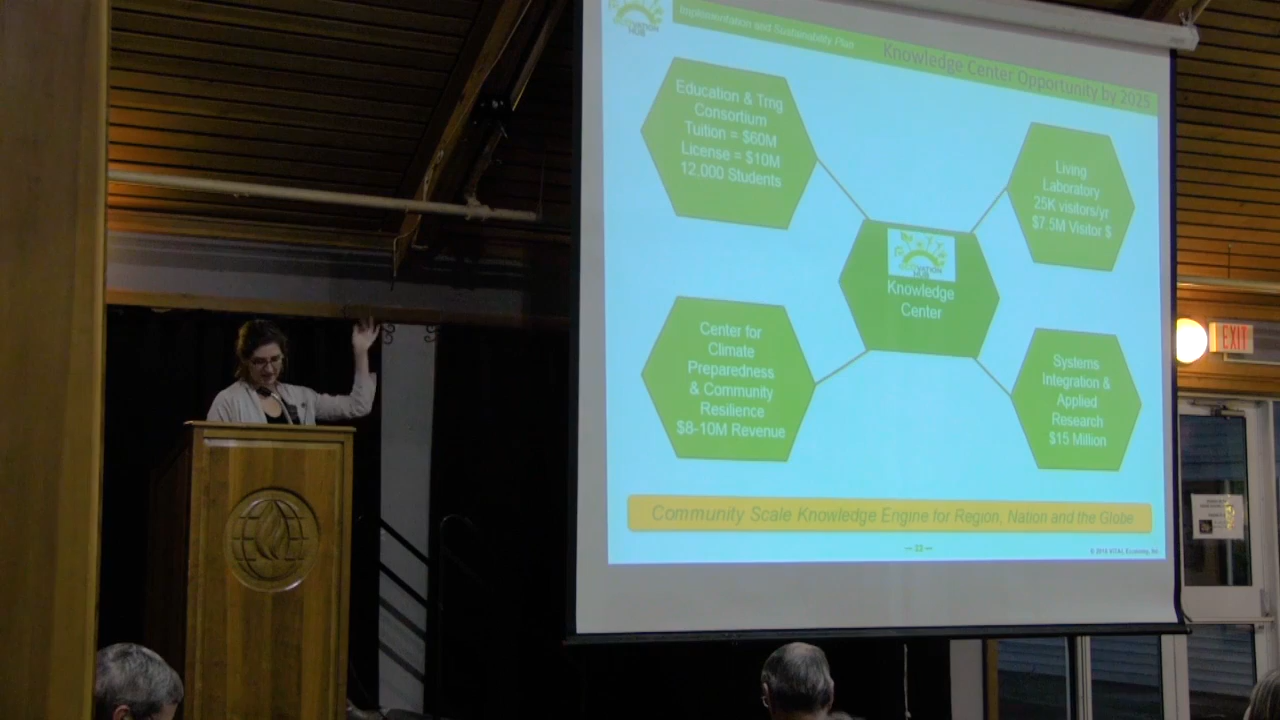 Implementation and Sustainability Plan
Knowledge Center Opportunity by 2025
Education & Trng
Consortium
Tuition = $60M
License = $10M
12,000 Students
Living
Laboratory
25K visitors/yr
$7.5M Visitor $
HUB
Knowledge
Center
Center for
Climate
Preparedness
& Community
Resilience
$8-10M Revenue
Systems
Integration &
Applied
Research
$15 Million
Community Scale Knowledge Engine for Region, Nation and the Globe
EXIT